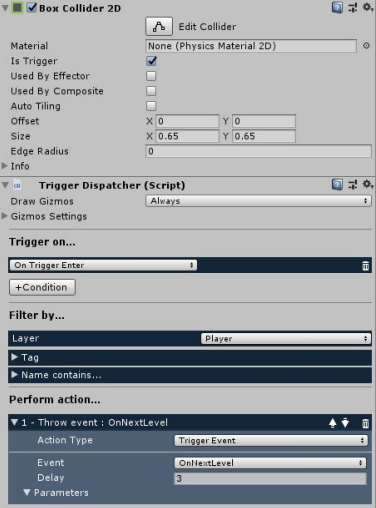 Box Collider 2D
Edit Collider
Material None (Physics Material 2D)
Is Trigger
Used By Effector
Used By Composite
Auto Tiling
Offset X 0 Y 0
Size X 0.65 Y 0.65
Edge Radius 0
Info
Trigger Dispatcher (Script)
Draw Gizmos Always
Gizmos Settings
Trigger on...
On Trigger Enter
+Condition
Filter by...
Layer Player
Tag
Name contains...
Perform action...
1 - Throw event : OnNextLevel
Action Type Trigger Event
Event OnNextLevel
Delay 3
Parameters